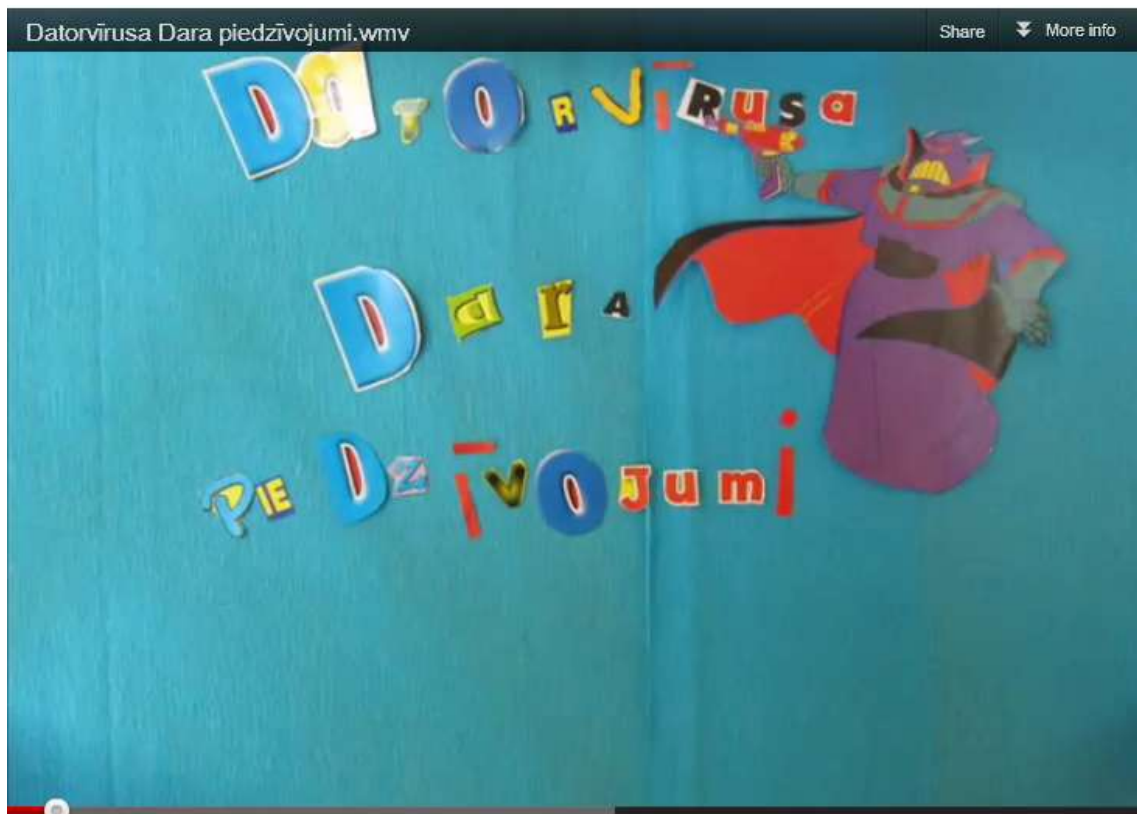 Datorvīrusa Dara piedzīvojumi.wmv
Share
More info
DaTORVīRusa
DarA
PIEDZīVOJumi